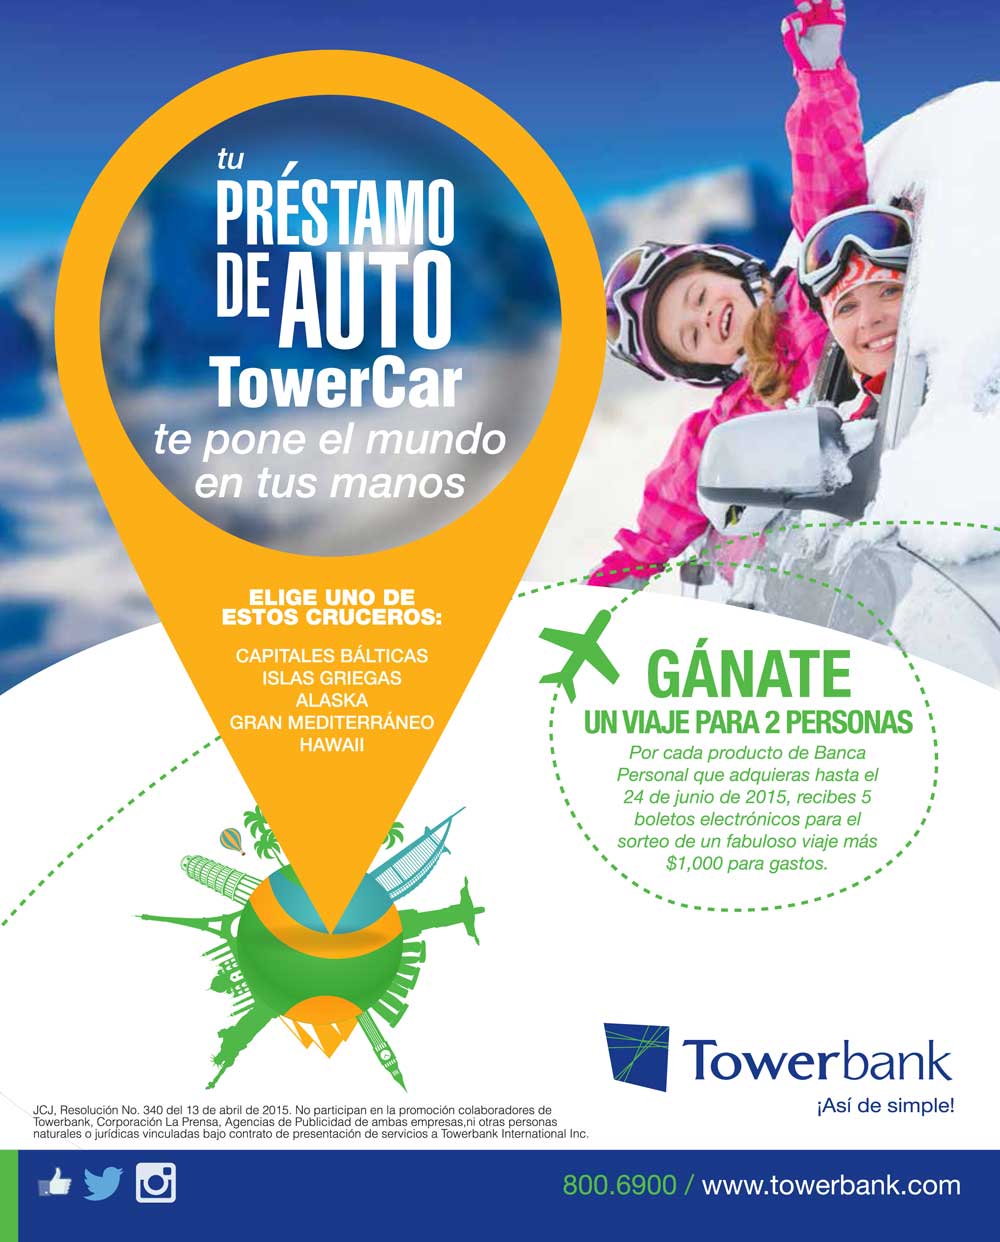 tu
PRÉSTAMO
DE AUTO
TowerCar
te pone el mundo
en tus manos
ELIGE UNO DE
ESTOS CRUCEROS:
CAPITALES BÁLTICAS
ISLAS GRIEGAS
ALASKA
GRAN MEDITERRÁNEO
HAWAII
GÁNATE
UN VIAJE PARA 2 PERSONAS
Por cada producto de Banca
Personal que adquieras hasta el
24 de junio de 2015, recibes 5
boletos electrónicos para el
sorteo de un fabuloso viaje más
$1,000 para gastos.
Towerbank
¡Así de simple!
JCJ, Resolución No. 340 del 13 de abril de 2015. No participan en la promoción colaboradores de
Towerbank, Corporación La Prensa, Agencias de Publicidad de ambas empresas,ni otras personas
naturales o jurídicas vinculadas bajo contrato de presentación de servicios a Towerbank International Inc.
800.6900 / www.towerbank.com